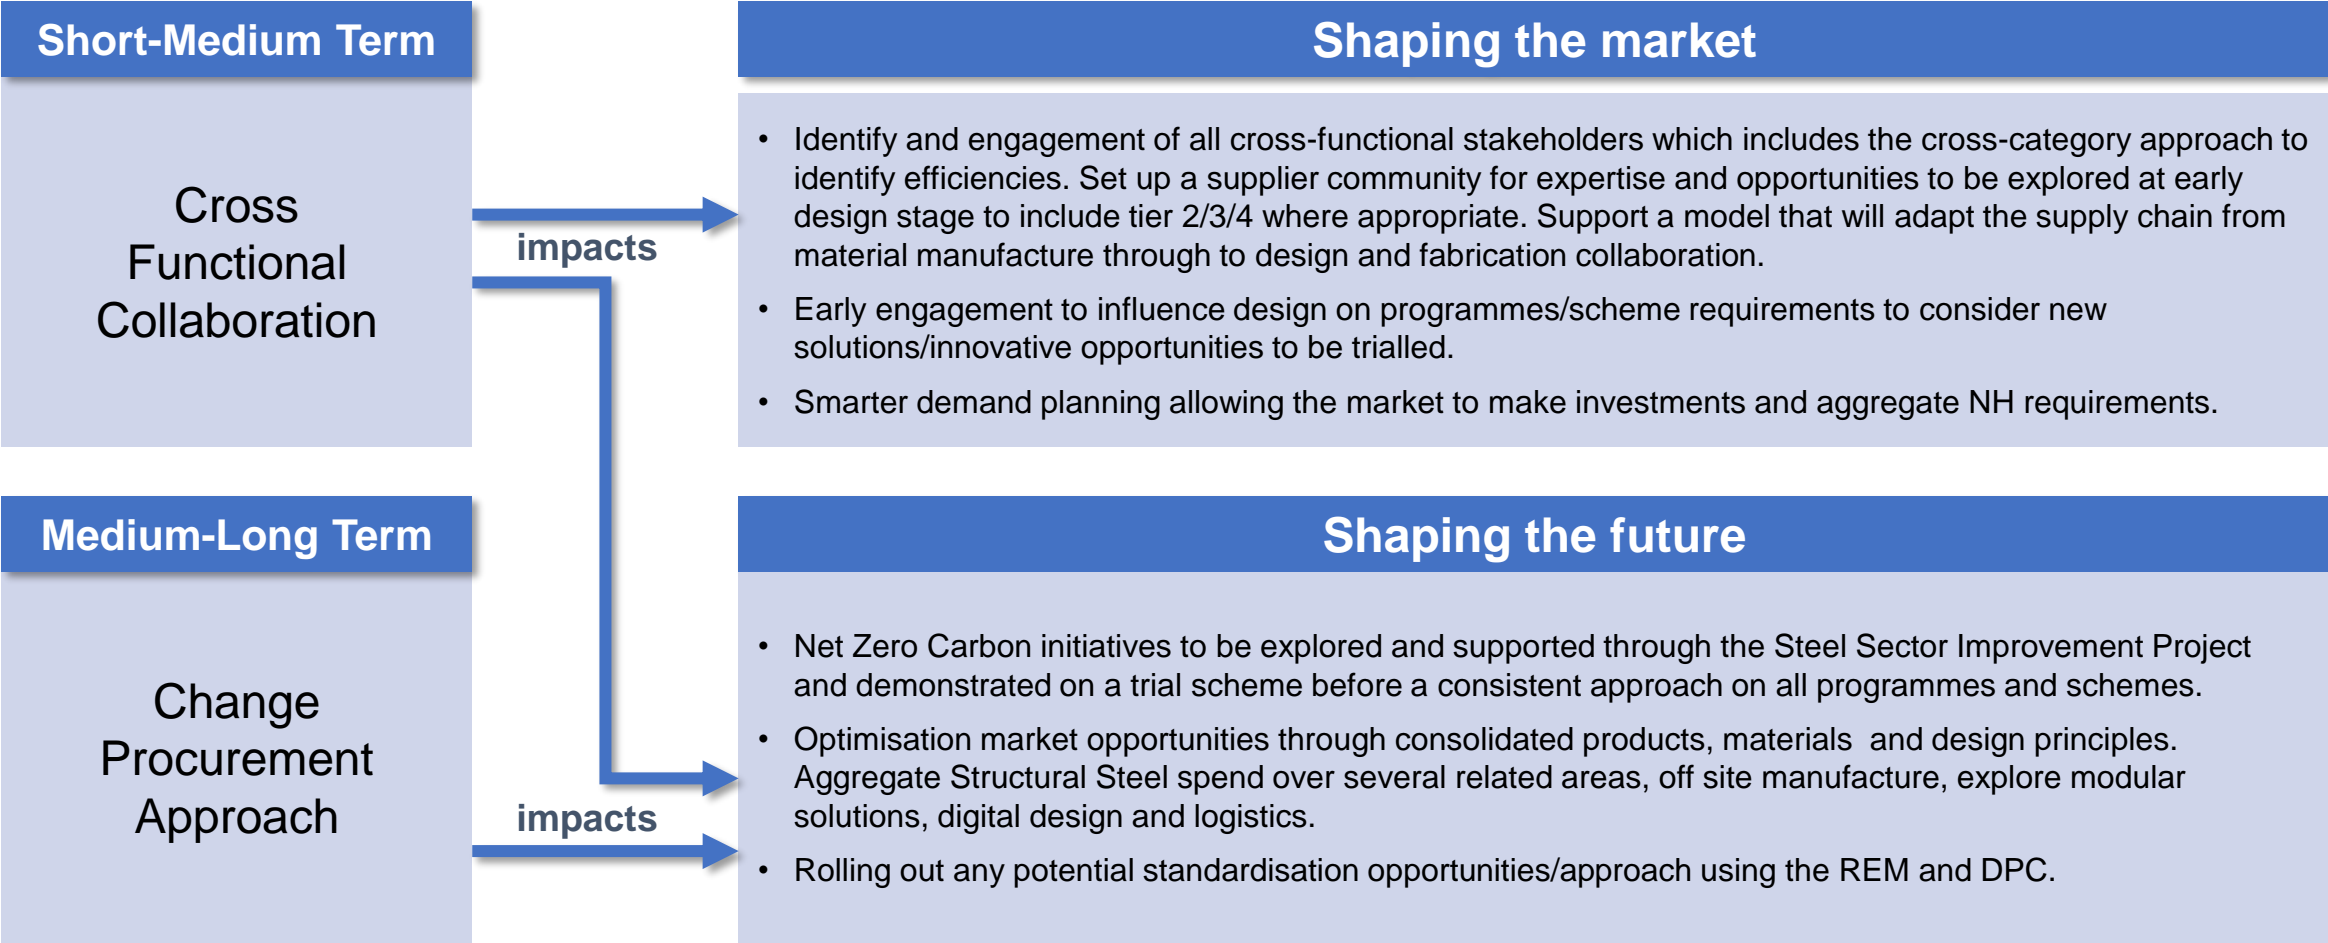 Short-Medium Term
Cross
Functional
Collaboration
impacts
Shaping the market
• Identify and engagement of all cross-functional stakeholders which includes the cross-category approach to
identify efficiencies. Set up a supplier community for expertise and opportunities to be explored at early
design stage to include tier 2/3/4 where appropriate. Support a model that will adapt the supply chain from
material manufacture through to design and fabrication collaboration.
• Early engagement to influence design on programmes/scheme requirements to consider new
solutions/innovative opportunities to be trialled.
• Smarter demand planning allowing the market to make investments and aggregate NH requirements.
Medium-Long Term
Change
Procurement
Approach
impacts
Shaping the future
• Net Zero Carbon initiatives to be explored and supported through the Steel Sector Improvement Project
and demonstrated on a trial scheme before a consistent approach on all programmes and schemes.
• Optimisation market opportunities through consolidated products, materials  and design principles.
Aggregate Structural Steel spend over several related areas, off site manufacture, explore modular
solutions, digital design and logistics.
• Rolling out any potential standardisation opportunities/approach using the REM and DPC.